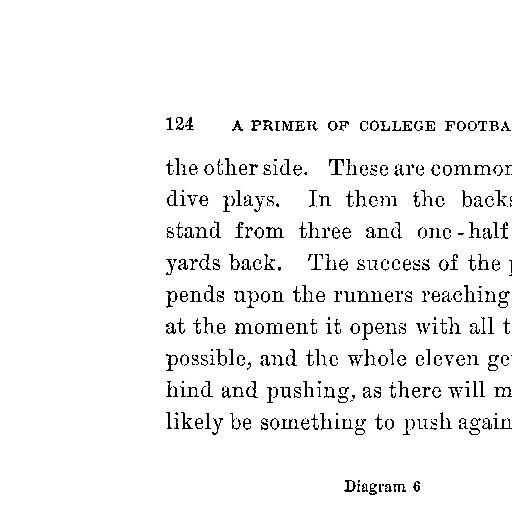 124 A PRIMER OF COLLEGE FOOTBA
the other side. These are common
dive plays. In them the backs
stand from three and one-half
yards back. The success of the p
pends upon the runners reaching
at the moment it opens with all t
possible, and the whole eleven ge
hind and pushing, as there will m
likely be something to push again
Diagram 6